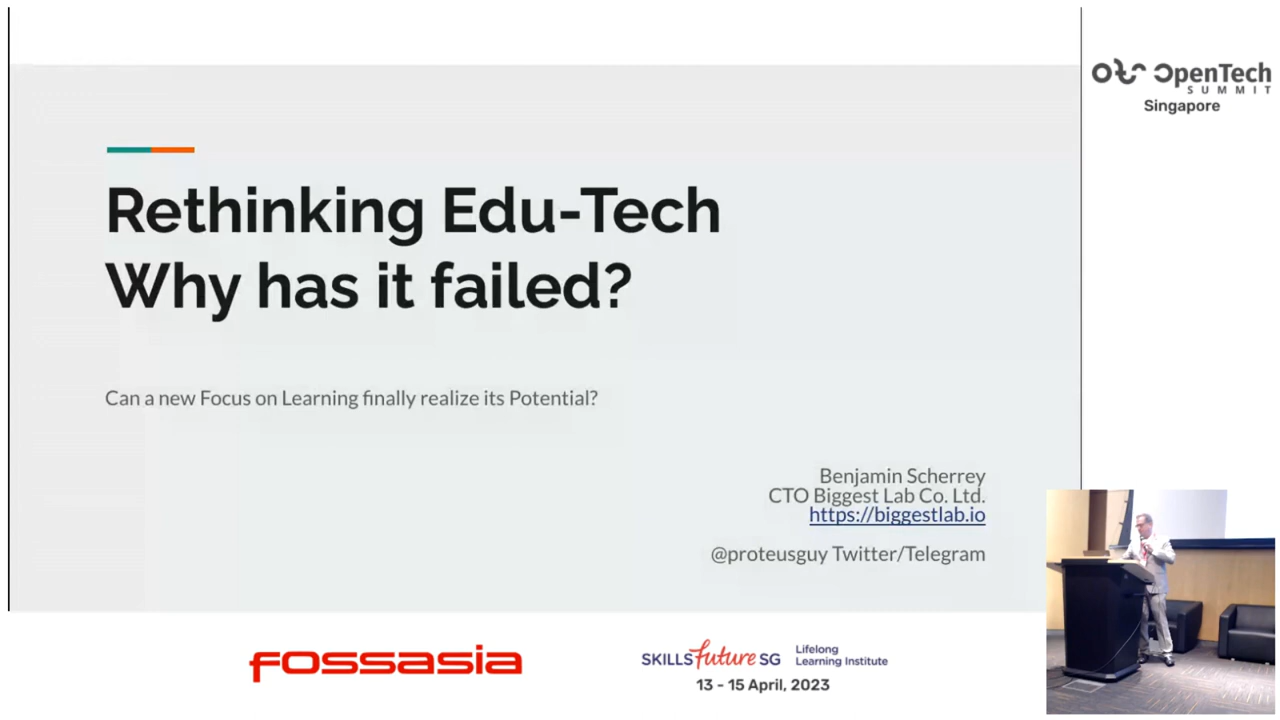 Rethinking Edu-Tech
Why has it failed?
Can a new Focus on Learning finally realize its Potential?
Benjamin Scherrey
CTO Biggest Lab Co. Ltd.
https://biggestlab.io
@proteusguy Twitter/Telegram
OpenTech
SUMMIT
Singapore
fossasia
SKILLSfuture SG
Lifelong
Learning Institute
13 - 15 April, 2023